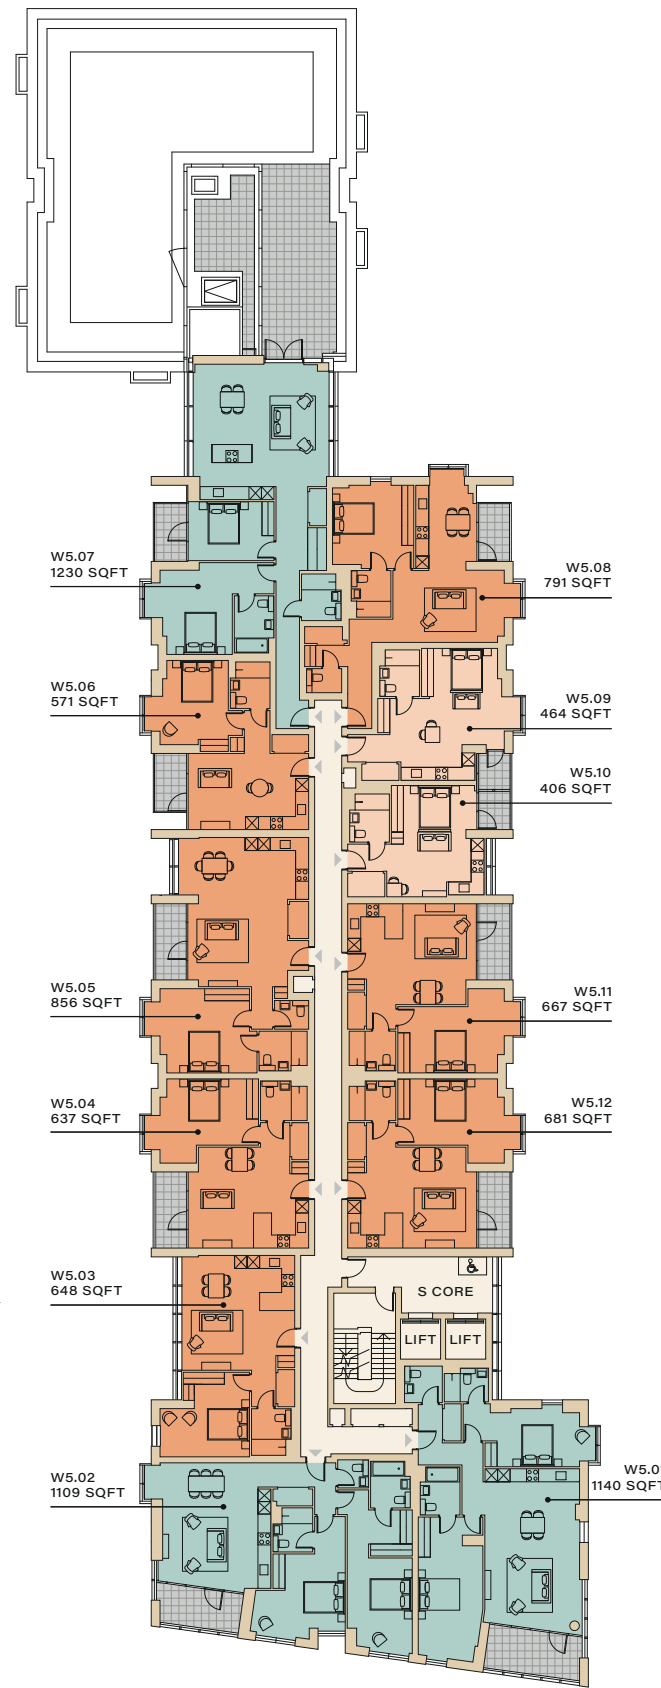 W5.07
1230 SQFT
W5.08
791 SQFT
W5.06
571 SQFT
W5.09
464 SQFT
W5.10
406 SQFT
W5.05
856 SQFT
W5.11
667 SQFT
W5.04
637 SQFT
W5.12
681 SQFT
W5.03
648 SQFT
S CORE
LIFT LIFT
W5.02
1109 SQFT
1140 SQFT